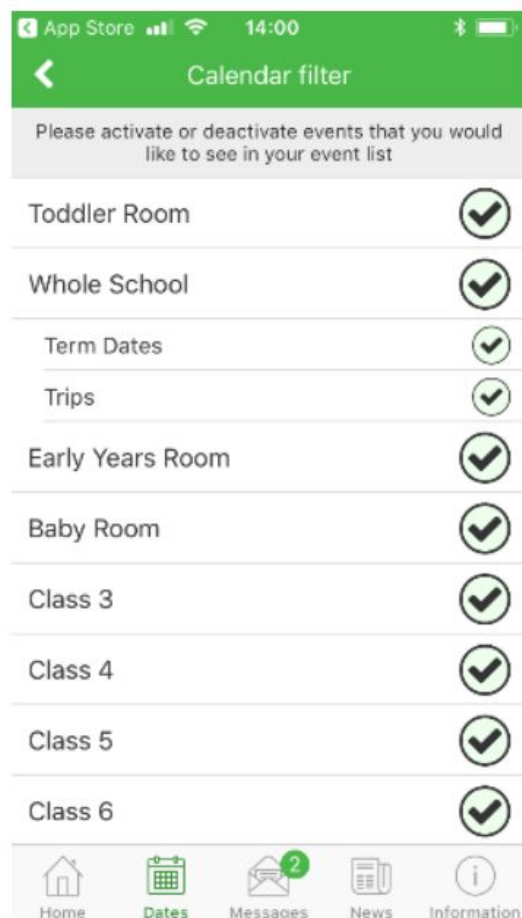 App Store 14:00
Calendar filter
Please activate or deactivate events that you would
like to see in your event list
Toddler Room
Whole School
Term Dates
Trips
Early Years Room
Baby Room
Class 3
Class 4
Class 5
Class 6
2
Home Dates Messages News Information